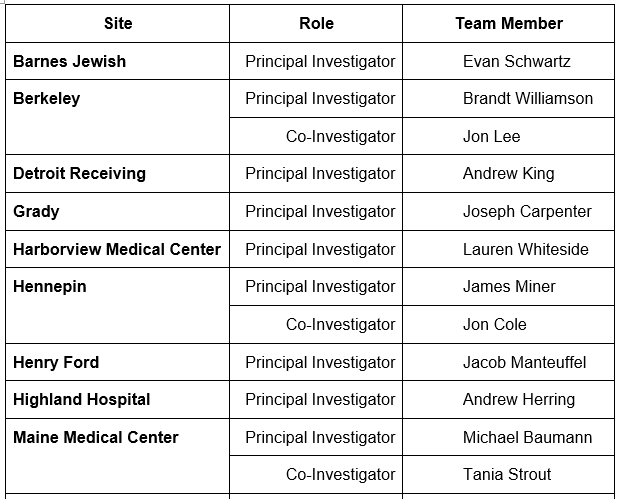 Site Role Team Member
Barnes Jewish Principal Investigator Evan Schwartz
Berkeley Principal Investigator Brandt Williamson
Co-Investigator Jon Lee
Detroit Receiving Principal Investigator Andrew King
Grady Principal Investigator Joseph Carpenter
Harborview Medical Center Principal Investigator Lauren Whiteside
Hennepin Principal Investigator James Miner
Co-Investigator Jon Cole
Henry Ford Principal Investigator Jacob Manteuffel
Highland Hospital Principal Investigator Andrew Herring
Maine Medical Center Principal Investigator Michael Baumann
Co-Investigator Tania Strout